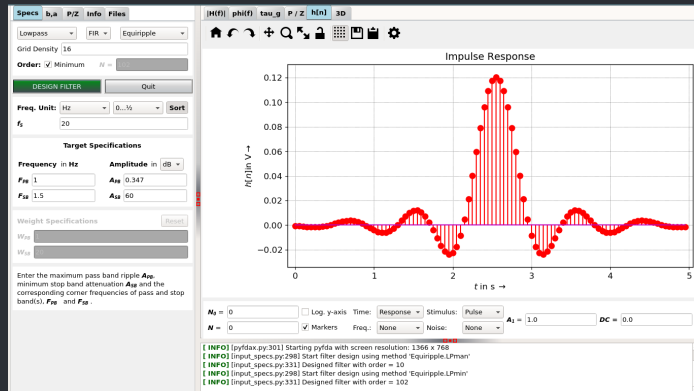 Specs b,a P/Z Info Files
Lowpass FIR Equiripple
Grid Density 16
Order: Minimum N =
DESIGN FILTER Quit
Freq. Unit: Hz 0...½ Sort
fS 20
Target Specifications
Frequency in Hz Amplitude in dB
FPB 1 APB 0.347
FSB 1.5 ASB 60
Weight Specifications Reset
WPB
WSB
Enter the maximum pass band ripple APB,
minimum stop band attenuation ASB and the
corresponding corner frequencies of pass and stop
band(s), FPB and FSB .
|H(f)| phi(f) tau_g P / Z h[n] 3D
Impulse Response
0.12
0.10
0.08
0.06
0.04
0.02
0.00
−0.02
h[n] in V →
0 1 2 3 4 5
t in s →
N0 = 0 Log. y-axis Time: Response Stimulus: Pulse A1 = 1.0 DC = 0.0
N = 0 Markers Freq.: None Noise: None
[ INFO] [pyfdax.py:301] Starting pyfda with screen resolution: 1366 x 768
[ INFO] [input_specs.py:298] Start filter design using method 'Equiripple.LPman'
[ INFO] [input_specs.py:331] Designed filter with order = 10
[ INFO] [input_specs.py:298] Start filter design using method 'Equiripple.LPmin'
[ INFO] [input_specs.py:331] Designed filter with order = 102